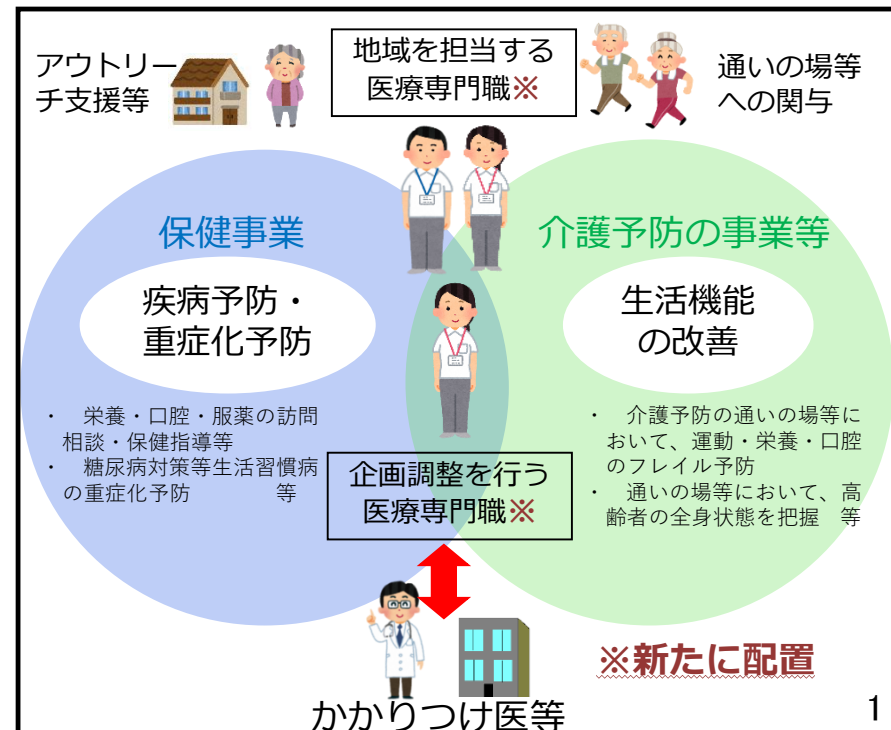 アウトリー
チ支援等
地域を担当する
医療専門職※
通いの場等
への関与
保健事業
疾病予防・
重症化予防
・　栄養・口腔・服薬の訪問
相談・保健指導等
・　糖尿病対策等生活習慣病
の重症化予防　　　　等
介護予防の事業等
生活機能
の改善
・　介護予防の通いの場等に
おいて、運動・栄養・口腔
のフレイル予防
・　通いの場等において、高
齢者の全身状態を把握　等
企画調整を行う
医療専門職※
※新たに配置
かかりつけ医等
1